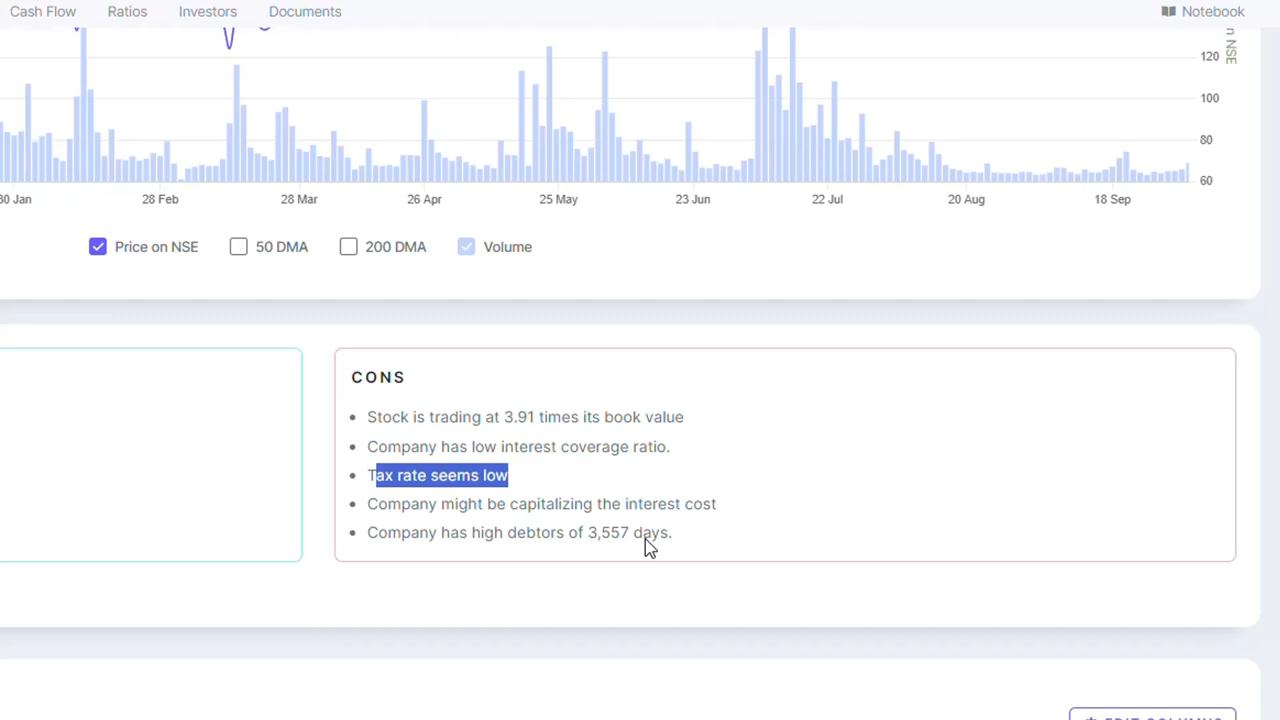 Cash Flow Ratios Investors Documents Notebook
n NSE
120
100
80
60
30 Jan 28 Feb 28 Mar 26 Apr 25 May 23 Jun 22 Jul 20 Aug 18 Sep
Price on NSE 50 DMA 200 DMA Volume
CONS
Stock is trading at 3.91 times its book value
Company has low interest coverage ratio.
Tax rate seems low
Company might be capitalizing the interest cost
Company has high debtors of 3,557 days.
EDIT COLUMNS